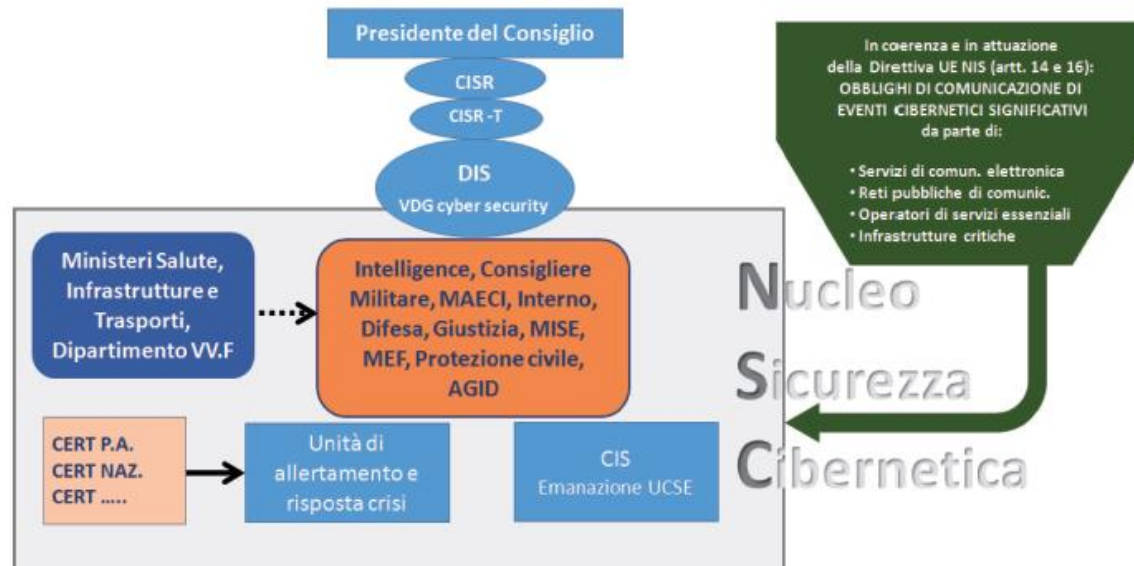 Presidente del Consiglio
CISR
CISR -T
DIS
VDG cyber security
In coerenza e in attuazione
della Direttiva UE NIS (artt. 14 e 16):
OBBLIGHI DI COMUNICAZIONE DI
EVENTI CIBERNETICI SIGNIFICATIVI
da parte di:
• Servizi di comun. elettronica
• Reti pubbliche di comunic.
• Operatori di servizi essenziali
• Infrastrutture critiche
Ministeri Salute,
Infrastrutture e
Trasporti,
Dipartimento VV.F
Intelligence, Consigliere
Militare, MAECI, Interno,
Difesa, Giustizia, MISE,
MEF, Protezione civile,
AGID
Nucleo
Sicurezza
Cibernetica
CERT P.A.
CERT NAZ.
CERT .....
Unità di
allertamento e
risposta crisi
CIS
Emanazione UCSE